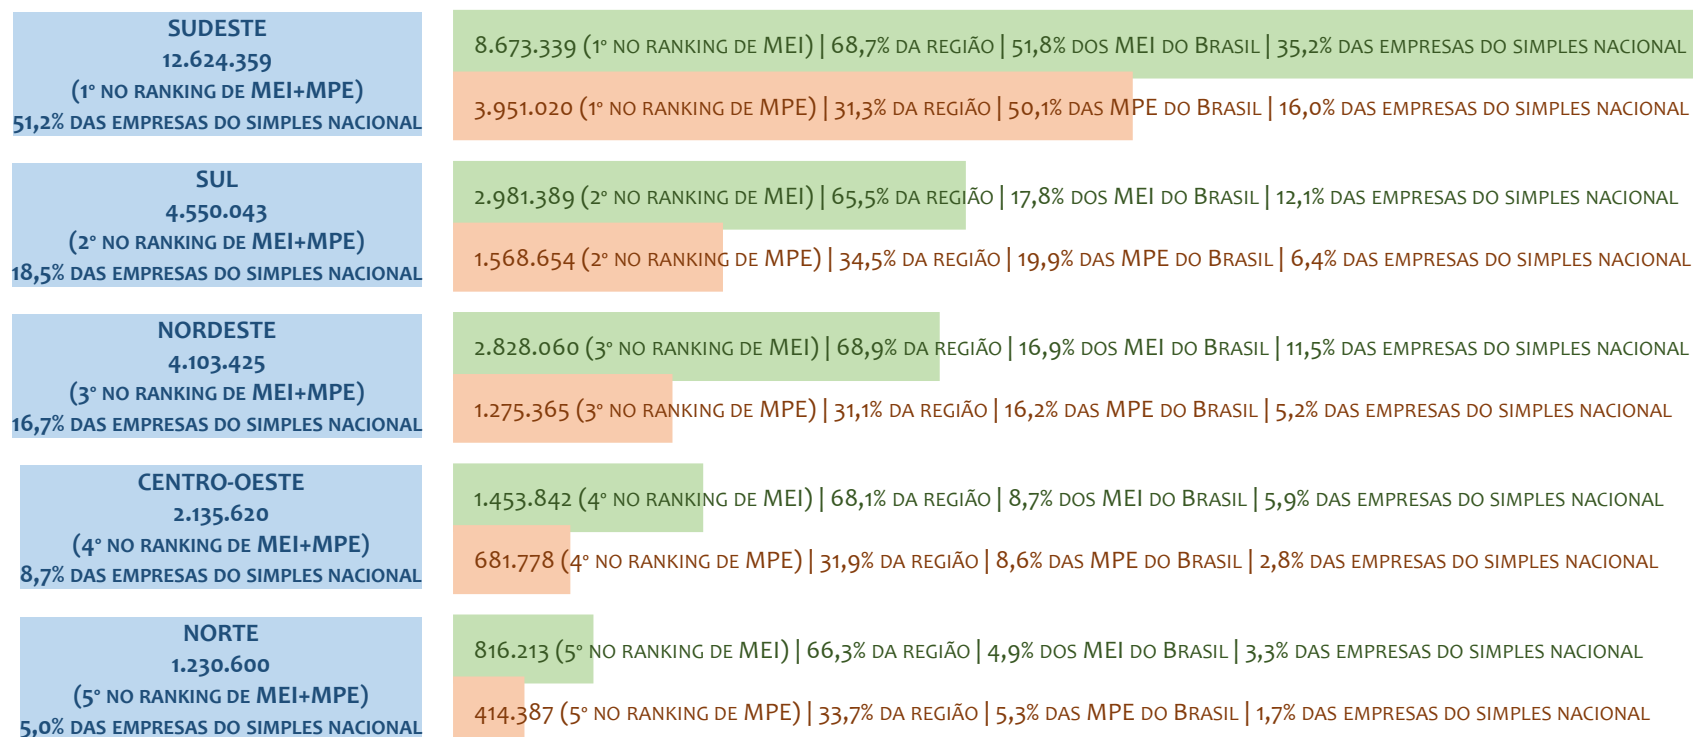 SUDESTE
12.624.359
(1° NO RANKING DE MEI+MPE)
51,2% DAS EMPRESAS DO SIMPLES NACIONAL
8.673.339 (1° NO RANKING DE MEI) | 68,7% DA REGIÃO | 51,8% DOS MEI DO BRASIL | 35,2% DAS EMPRESAS DO SIMPLES NACIONAL
3.951.020 (1° NO RANKING DE MPE) | 31,3% DA REGIÃO | 50,1% DAS MPE DO BRASIL | 16,0% DAS EMPRESAS DO SIMPLES NACIONAL
SUL
4.550.043
(2° NO RANKING DE MEI+MPE)
18,5% DAS EMPRESAS DO SIMPLES NACIONAL
2.981.389 (2° NO RANKING DE MEI) | 65,5% DA REGIÃO | 17,8% DOS MEI DO BRASIL | 12,1% DAS EMPRESAS DO SIMPLES NACIONAL
1.568.654 (2° NO RANKING DE MPE) | 34,5% DA REGIÃO | 19,9% DAS MPE DO BRASIL | 6,4% DAS EMPRESAS DO SIMPLES NACIONAL
NORDESTE
4.103.425
(3° NO RANKING DE MEI+MPE)
16,7% DAS EMPRESAS DO SIMPLES NACIONAL
2.828.060 (3° NO RANKING DE MEI) | 68,9% DA REGIÃO | 16,9% DOS MEI DO BRASIL | 11,5% DAS EMPRESAS DO SIMPLES NACIONAL
1.275.365 (3° NO RANKING DE MPE) | 31,1% DA REGIÃO | 16,2% DAS MPE DO BRASIL | 5,2% DAS EMPRESAS DO SIMPLES NACIONAL
CENTRO-OESTE
2.135.620
(4° NO RANKING DE MEI+MPE)
8,7% DAS EMPRESAS DO SIMPLES NACIONAL
1.453.842 (4° NO RANKING DE MEI) | 68,1% DA REGIÃO | 8,7% DOS MEI DO BRASIL | 5,9% DAS EMPRESAS DO SIMPLES NACIONAL
681.778 (4° NO RANKING DE MPE) | 31,9% DA REGIÃO | 8,6% DAS MPE DO BRASIL | 2,8% DAS EMPRESAS DO SIMPLES NACIONAL
NORTE
1.230.600
(5° NO RANKING DE MEI+MPE)
5,0% DAS EMPRESAS DO SIMPLES NACIONAL
816.213 (5° NO RANKING DE MEI) | 66,3% DA REGIÃO | 4,9% DOS MEI DO BRASIL | 3,3% DAS EMPRESAS DO SIMPLES NACIONAL
414.387 (5° NO RANKING DE MPE) | 33,7% DA REGIÃO | 5,3% DAS MPE DO BRASIL | 1,7% DAS EMPRESAS DO SIMPLES NACIONAL